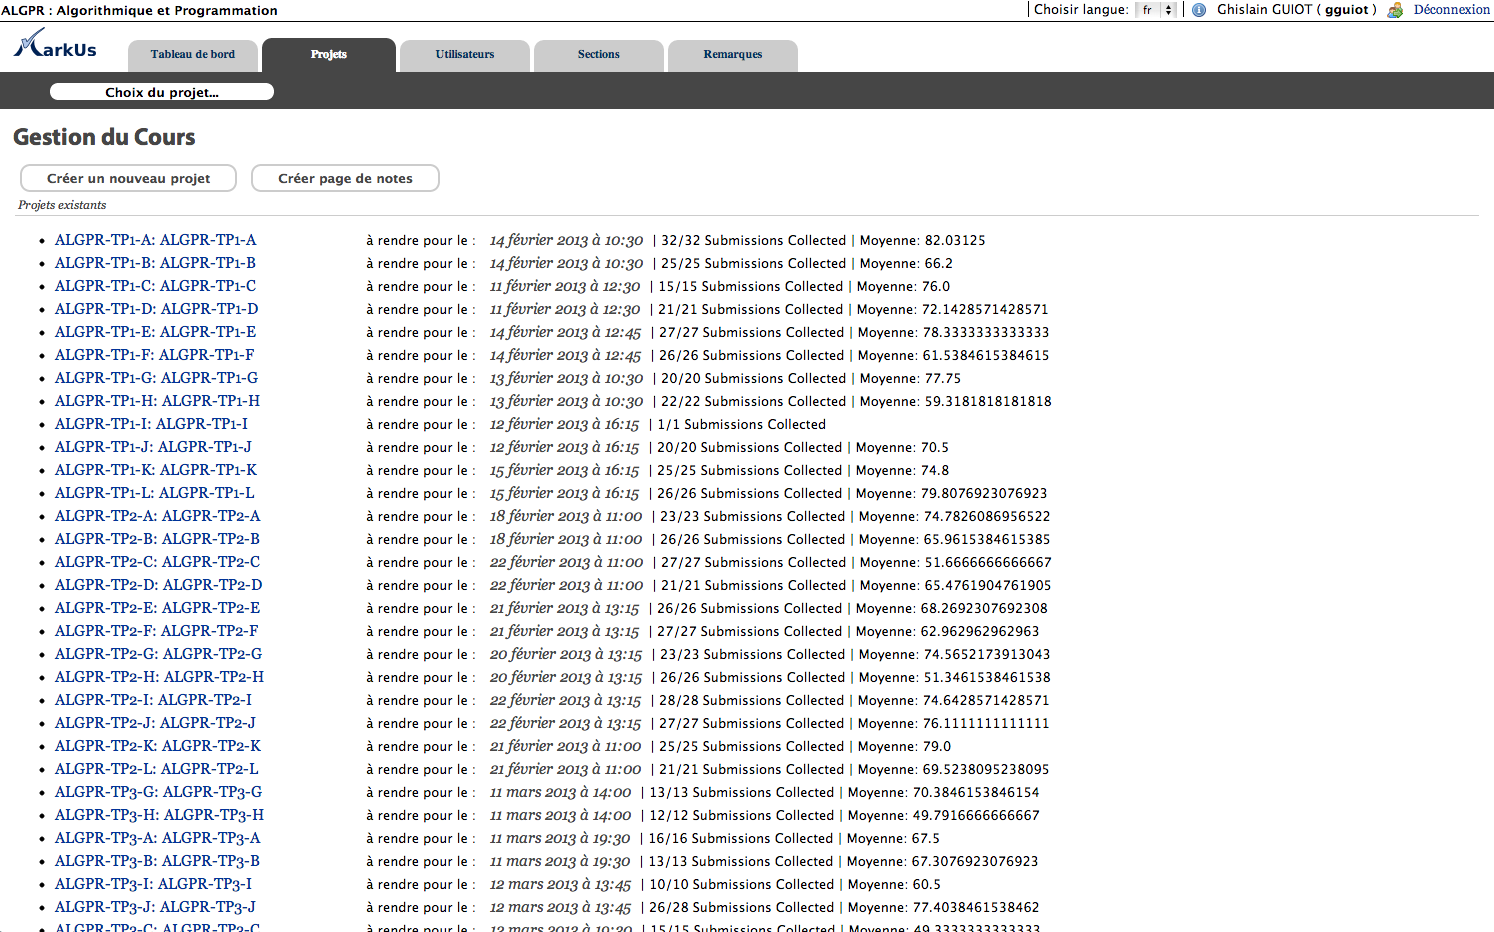 ALGPR : Algorithmique et Programmation
Choisir langue: fr
Ghislain GUIOT ( gguiot )
Déconnexion
MarkUs
Tableau de bord
Projets
Utilisateurs
Sections
Remarques
Choix du projet...
Gestion du Cours
Créer un nouveau projet
Créer page de notes
Projets existants
ALGPR-TP1-A: ALGPR-TP1-A à rendre pour le : 14 février 2013 à 10:30 | 32/32 Submissions Collected | Moyenne: 82.03125
ALGPR-TP1-B: ALGPR-TP1-B à rendre pour le : 14 février 2013 à 10:30 | 25/25 Submissions Collected | Moyenne: 66.2
ALGPR-TP1-C: ALGPR-TP1-C à rendre pour le : 11 février 2013 à 12:30 | 15/15 Submissions Collected | Moyenne: 76.0
ALGPR-TP1-D: ALGPR-TP1-D à rendre pour le : 11 février 2013 à 12:30 | 21/21 Submissions Collected | Moyenne: 72.1428571428571
ALGPR-TP1-E: ALGPR-TP1-E à rendre pour le : 14 février 2013 à 12:45 | 27/27 Submissions Collected | Moyenne: 78.3333333333333
ALGPR-TP1-F: ALGPR-TP1-F à rendre pour le : 14 février 2013 à 12:45 | 26/26 Submissions Collected | Moyenne: 61.5384615384615
ALGPR-TP1-G: ALGPR-TP1-G à rendre pour le : 13 février 2013 à 10:30 | 20/20 Submissions Collected | Moyenne: 77.75
ALGPR-TP1-H: ALGPR-TP1-H à rendre pour le : 13 février 2013 à 10:30 | 22/22 Submissions Collected | Moyenne: 59.3181818181818
ALGPR-TP1-I: ALGPR-TP1-I à rendre pour le : 12 février 2013 à 16:15 | 1/1 Submissions Collected
ALGPR-TP1-J: ALGPR-TP1-J à rendre pour le : 12 février 2013 à 16:15 | 20/20 Submissions Collected | Moyenne: 70.5
ALGPR-TP1-K: ALGPR-TP1-K à rendre pour le : 15 février 2013 à 16:15 | 25/25 Submissions Collected | Moyenne: 74.8
ALGPR-TP1-L: ALGPR-TP1-L à rendre pour le : 15 février 2013 à 16:15 | 26/26 Submissions Collected | Moyenne: 79.8076923076923
ALGPR-TP2-A: ALGPR-TP2-A à rendre pour le : 18 février 2013 à 11:00 | 23/23 Submissions Collected | Moyenne: 74.7826086956522
ALGPR-TP2-B: ALGPR-TP2-B à rendre pour le : 18 février 2013 à 11:00 | 26/26 Submissions Collected | Moyenne: 65.9615384615385
ALGPR-TP2-C: ALGPR-TP2-C à rendre pour le : 22 février 2013 à 11:00 | 27/27 Submissions Collected | Moyenne: 51.6666666666667
ALGPR-TP2-D: ALGPR-TP2-D à rendre pour le : 22 février 2013 à 11:00 | 21/21 Submissions Collected | Moyenne: 65.4761904761905
ALGPR-TP2-E: ALGPR-TP2-E à rendre pour le : 21 février 2013 à 13:15 | 26/26 Submissions Collected | Moyenne: 68.2692307692308
ALGPR-TP2-F: ALGPR-TP2-F à rendre pour le : 21 février 2013 à 13:15 | 27/27 Submissions Collected | Moyenne: 62.962962962963
ALGPR-TP2-G: ALGPR-TP2-G à rendre pour le : 20 février 2013 à 13:15 | 23/23 Submissions Collected | Moyenne: 74.5652173913043
ALGPR-TP2-H: ALGPR-TP2-H à rendre pour le : 20 février 2013 à 13:15 | 26/26 Submissions Collected | Moyenne: 51.3461538461538
ALGPR-TP2-I: ALGPR-TP2-I à rendre pour le : 22 février 2013 à 13:15 | 28/28 Submissions Collected | Moyenne: 74.6428571428571
ALGPR-TP2-J: ALGPR-TP2-J à rendre pour le : 22 février 2013 à 13:15 | 27/27 Submissions Collected | Moyenne: 76.1111111111111
ALGPR-TP2-K: ALGPR-TP2-K à rendre pour le : 21 février 2013 à 11:00 | 25/25 Submissions Collected | Moyenne: 79.0
ALGPR-TP2-L: ALGPR-TP2-L à rendre pour le : 21 février 2013 à 11:00 | 21/21 Submissions Collected | Moyenne: 69.5238095238095
ALGPR-TP3-G: ALGPR-TP3-G à rendre pour le : 11 mars 2013 à 14:00 | 13/13 Submissions Collected | Moyenne: 70.3846153846154
ALGPR-TP3-H: ALGPR-TP3-H à rendre pour le : 11 mars 2013 à 14:00 | 12/12 Submissions Collected | Moyenne: 49.7916666666667
ALGPR-TP3-A: ALGPR-TP3-A à rendre pour le : 11 mars 2013 à 19:30 | 16/16 Submissions Collected | Moyenne: 67.5
ALGPR-TP3-B: ALGPR-TP3-B à rendre pour le : 11 mars 2013 à 19:30 | 13/13 Submissions Collected | Moyenne: 67.3076923076923
ALGPR-TP3-I: ALGPR-TP3-I à rendre pour le : 12 mars 2013 à 13:45 | 10/10 Submissions Collected | Moyenne: 60.5
ALGPR-TP3-J: ALGPR-TP3-J à rendre pour le : 12 mars 2013 à 13:45 | 26/28 Submissions Collected | Moyenne: 77.4038461538462
ALGPR-TP3-C: ALGPR-TP3-C à rendre pour le : mars 2013 à | 15/15 Submissions Collected | Moyenne: 49.3333333333333